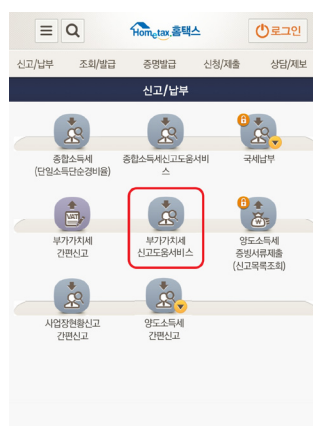 Hometax. 홈택스
로그인
신고/납부 조회/발급 증명발급 신청/제출 상담/제보
신고/납부
종합소득세
(단일소득단순경비율)
종합소득세신고도움서비
스
국세납부
VAT
부가가치세
간편신고
부가가치세
신고도움서비스
양도소득세
증빙서류제출
(신고목록조회)
사업장현황신고
간편신고
양도소득세
간편신고